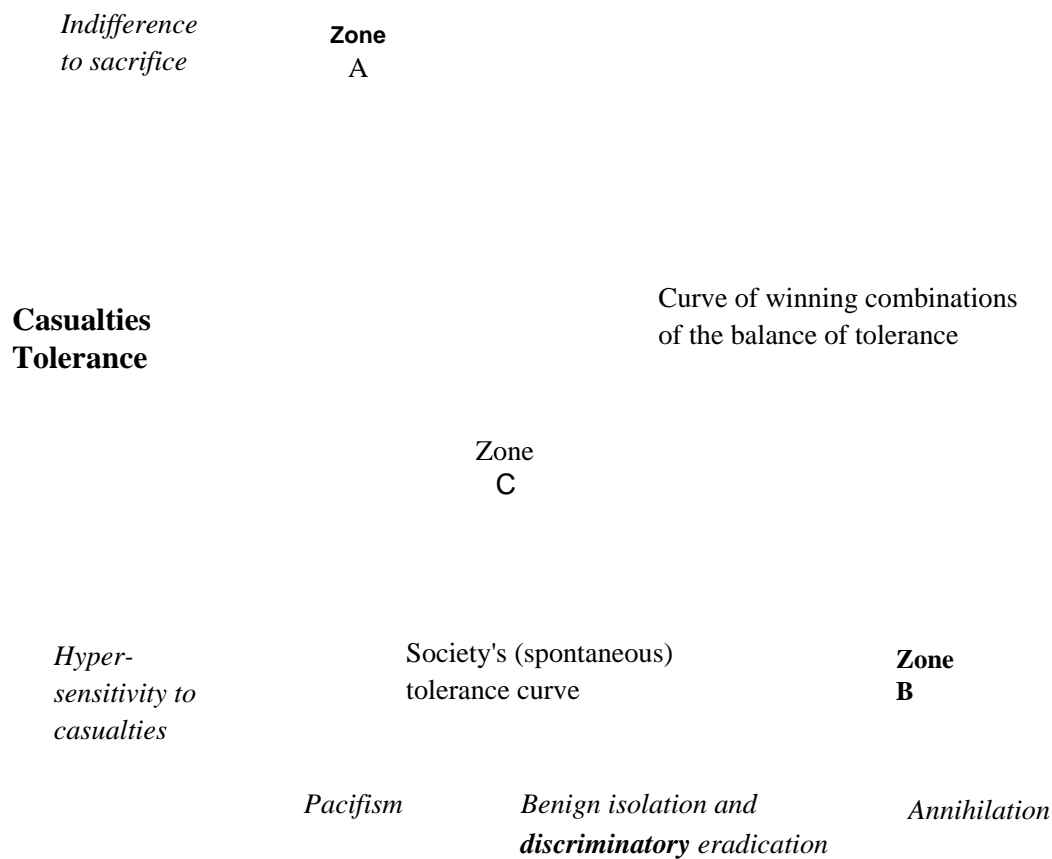 Indifference
to sacrifice
Zone
A
Curve of winning combinations
of the balance of tolerance
Casualties
Tolerance
Zone
C
Hyper-
sensitivity to
casualties
Society's (spontaneous)
tolerance curve
Zone
B
Pacifism
Benign isolation and
discriminatory eradication
Annihilation